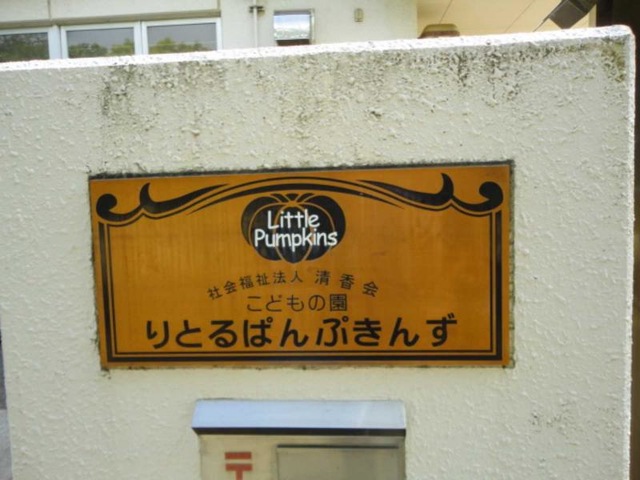 Little
Pumpkins
社会福祉法人 清香会
こどもの園
りとるぱんぷきんず
〒